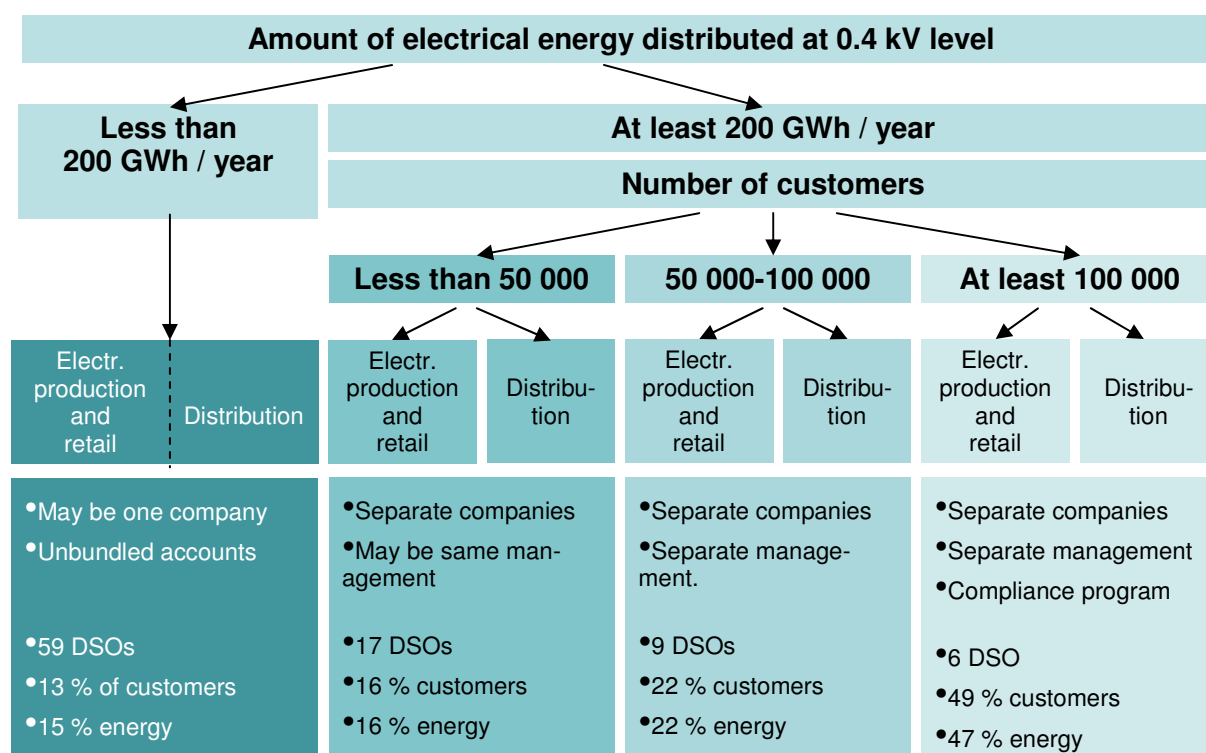 Amount of electrical energy distributed at 0.4 kV level
Less than
200 GWh / year
At least 200 GWh / year
Number of customers
Less than 50 000
50 000-100 000
At least 100 000
Electr.
production
and
retail
Distribution
Electr.
production
and
retail
Distribu-
tion
Electr.
production
and
retail
Distribu-
tion
Electr.
production
and
retail
Distribu-
tion
•May be one company
•Unbundled accounts
•59 DSOs
•13 % of customers
•15 % energy
•Separate companies
•May be same man-
agement
•17 DSOs
•16 % customers
•16 % energy
•Separate companies
•Separate manage-
ment.
•9 DSOs
•22 % customers
•22 % energy
•Separate companies
•Separate management
•Compliance program
•6 DSO
•49 % customers
•47 % energy